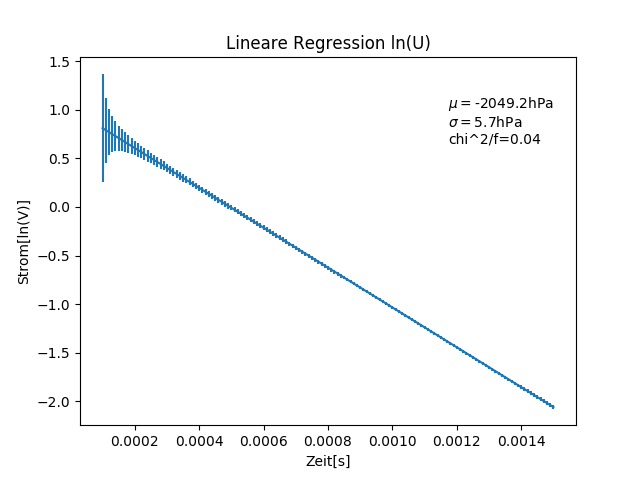 Lineare Regression ln(U)
1.5
1.0
0.5
0.0
−0.5
−1.0
−1.5
−2.0
Strom[ln(V)]
μ = -2049.2hPa
σ = 5.7hPa
chi^2/f=0.04
0.0002 0.0004 0.0006 0.0008 0.0010 0.0012 0.0014
Zeit[s]